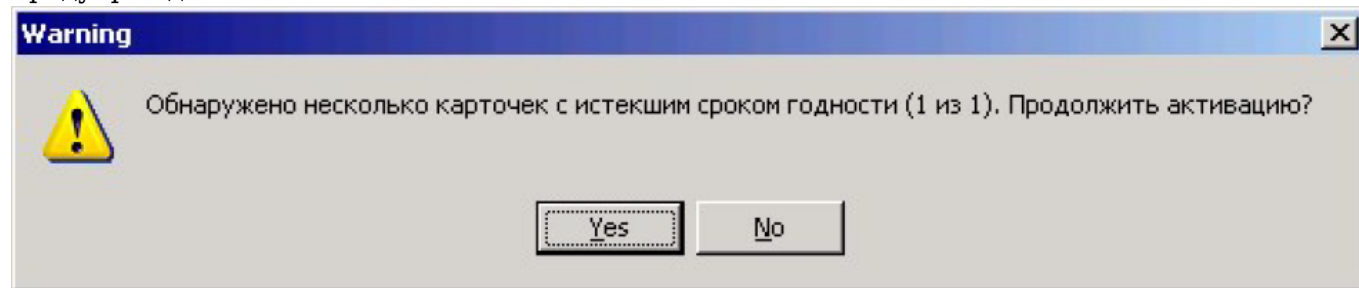 Warning
Обнаружено несколько карточек с истекшим сроком годности (1 из 1). Продолжить активацию?
Yes No